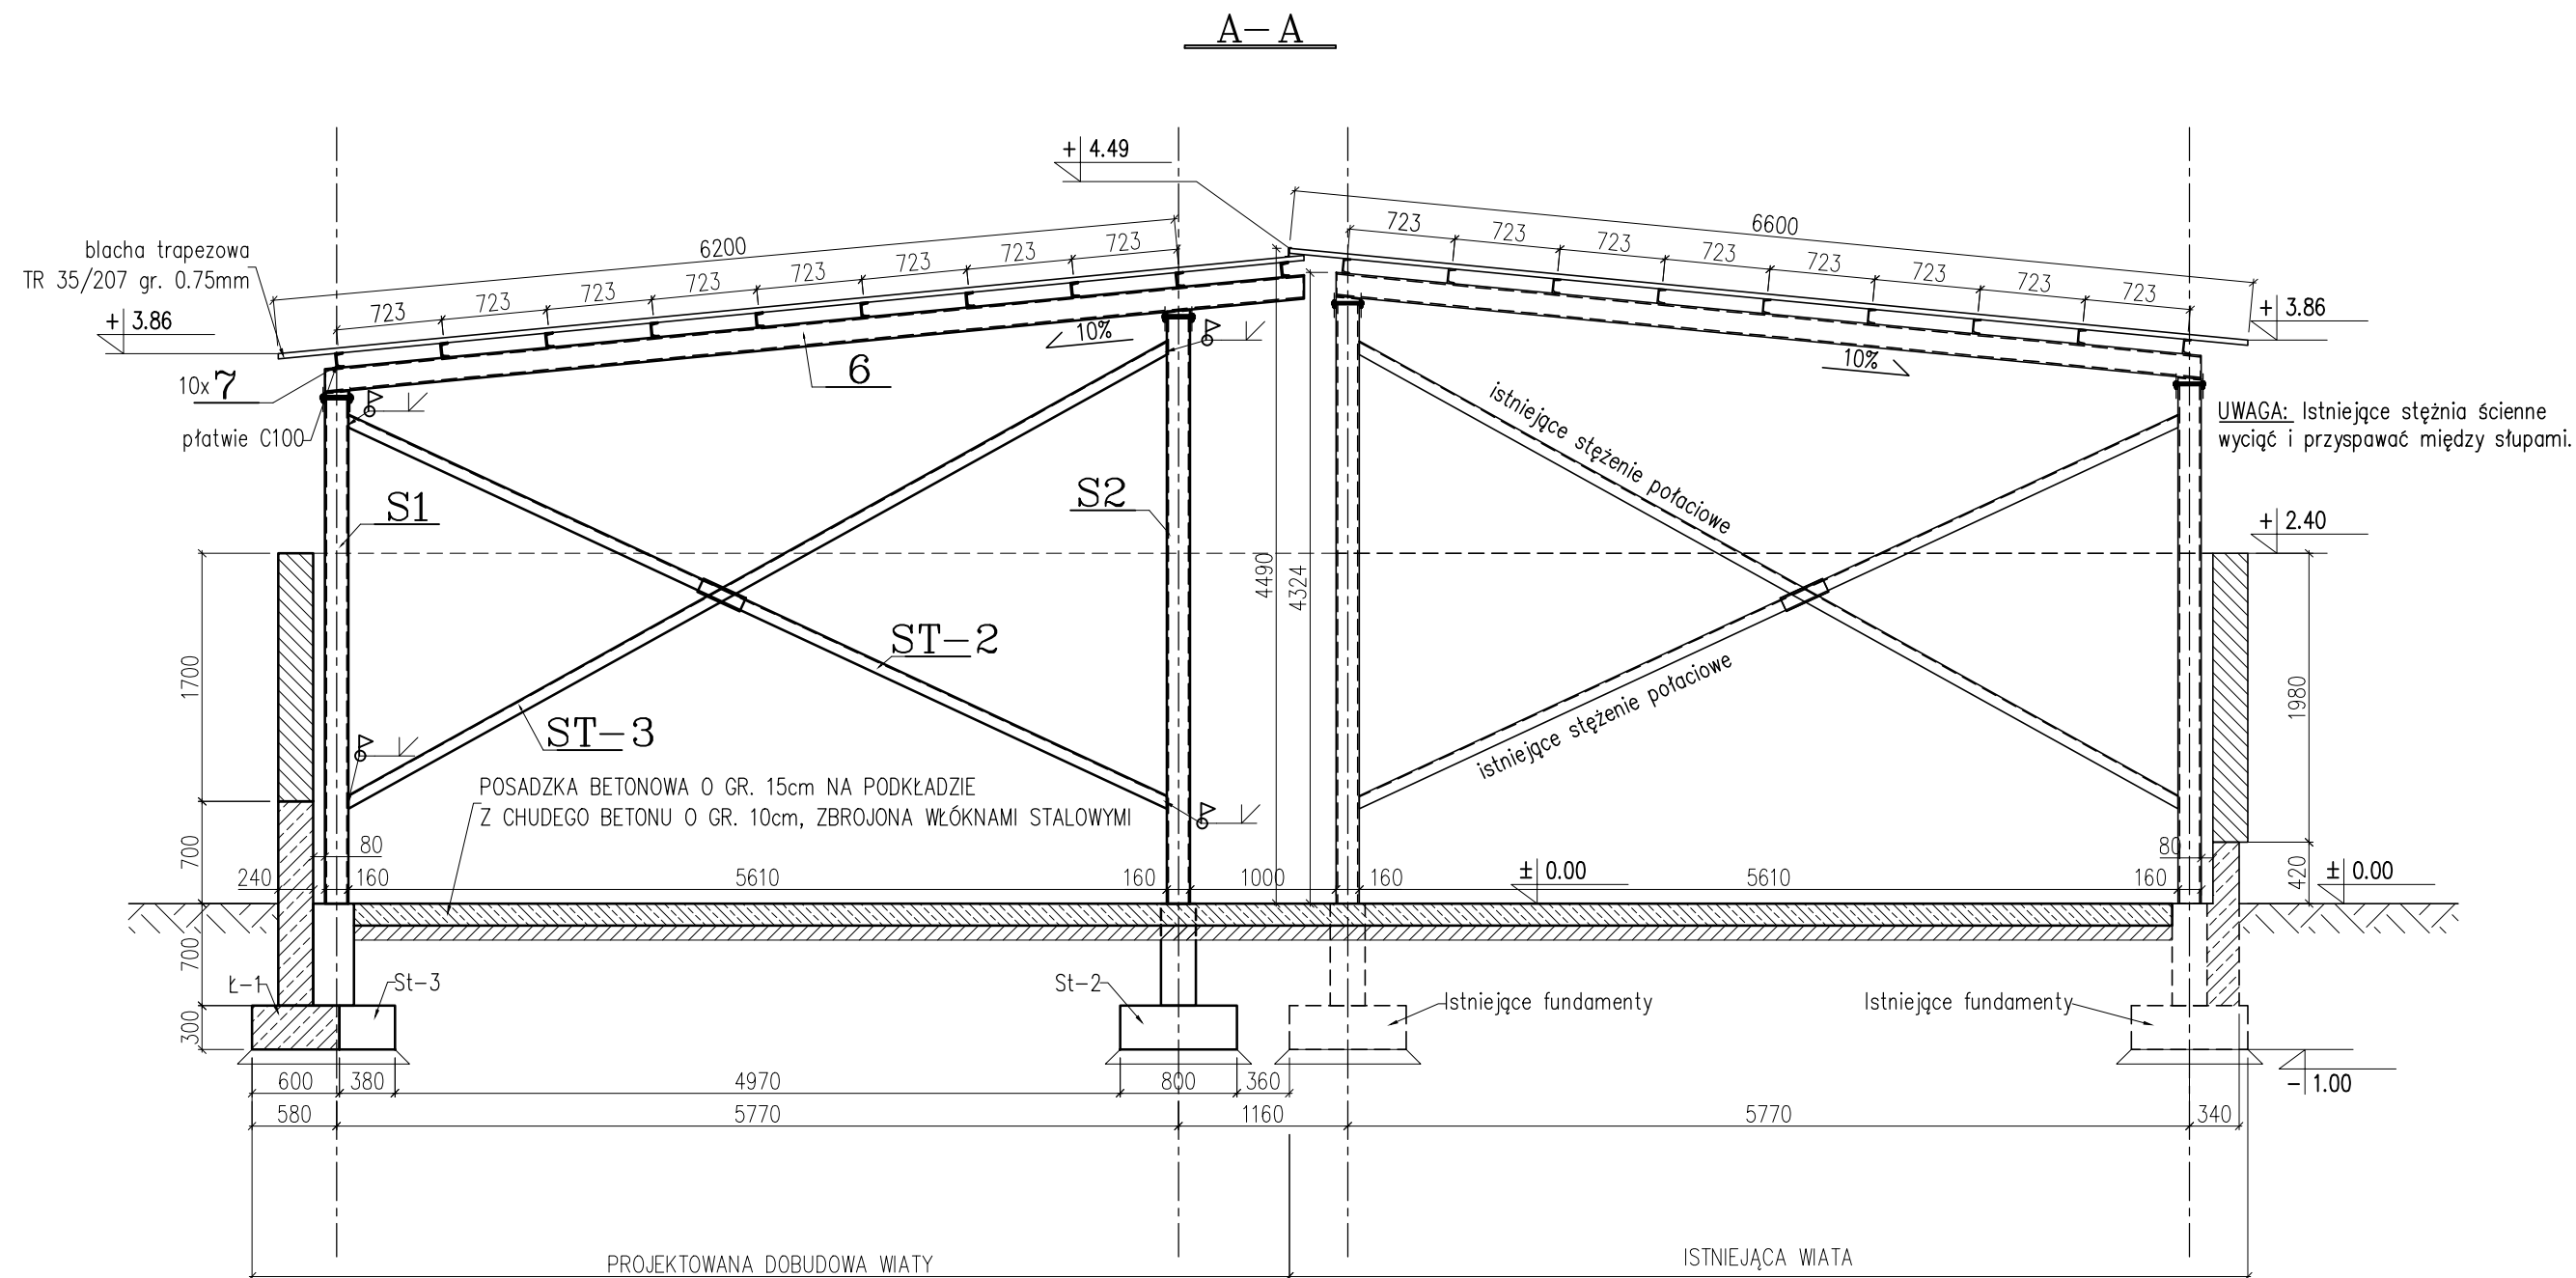 A-A
+ 4.49
6200
723
723
723
723
723
723
723
723
6600
723
723
723
723
723
723
723
723
blacha trapezowa
TR 35/207 gr. 0.75mm
+ 3.86
+ 3.86
10%
10%
6
10x 7
płatwie C100
UWAGA: Istniejące stężnia ścienne
wyciąć i przyspawać między słupami.
istniejące stężenie połaciowe
S1
S2
+ 2.40
4490
4324
ST-2
ST-3
istniejące stężenie połaciowe
1700
1980
POSADZKA BETONOWA O GR. 15cm NA PODKŁADZIE
Z CHUDEGO BETONU O GR. 10cm, ZBROJONA WŁÓKNAMI STALOWYMI
700
80
80
240
160
5610
160
1000
160
± 0.00
5610
160
420
± 0.00
700
Ł-1
St-3
St-2
Istniejące fundamenty
Istniejące fundamenty
300
600
380
4970
800
360
- 1.00
580
5770
1160
5770
340
PROJEKTOWANA DOBUDOWA WIATY
ISTNIEJĄCA WIATA